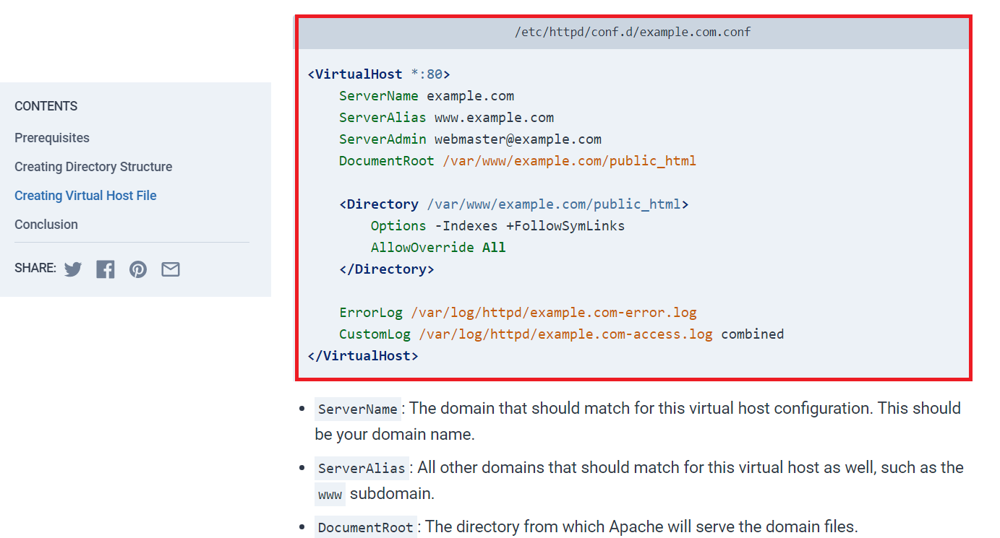 CONTENTS
Prerequisites
Creating Directory Structure
Creating Virtual Host File
Conclusion
SHARE:
/etc/httpd/conf.d/example.com.conf
<VirtualHost *:80>
    ServerName example.com
    ServerAlias www.example.com
    ServerAdmin webmaster@example.com
    DocumentRoot /var/www/example.com/public_html
    <Directory /var/www/example.com/public_html>
        Options -Indexes +FollowSymLinks
        AllowOverride All
    </Directory>
    ErrorLog /var/log/httpd/example.com-error.log
    CustomLog /var/log/httpd/example.com-access.log combined
</VirtualHost>
• ServerName: The domain that should match for this virtual host configuration. This should
be your domain name.
• ServerAlias: All other domains that should match for this virtual host as well, such as the
www subdomain.
• DocumentRoot: The directory from which Apache will serve the domain files.